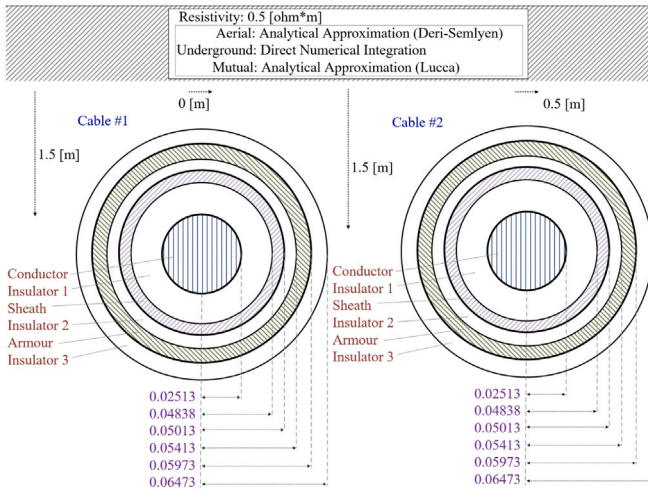 Resistivity: 0.5 [ohm*m]
Aerial: Analytical Approximation (Deri-Semlyen)
Underground: Direct Numerical Integration
Mutual: Analytical Approximation (Lucca)
0 [m]
Cable #1
1.5 [m]
Conductor
Insulator 1
Sheath
Insulator 2
Armour
Insulator 3
0.02513
0.04838
0.05013
0.05413
0.05973
0.06473
0.5 [m]
Cable #2
1.5 [m]
Conductor
Insulator 1
Sheath
Insulator 2
Armour
Insulator 3
0.02513
0.04838
0.05013
0.05413
0.05973
0.06473